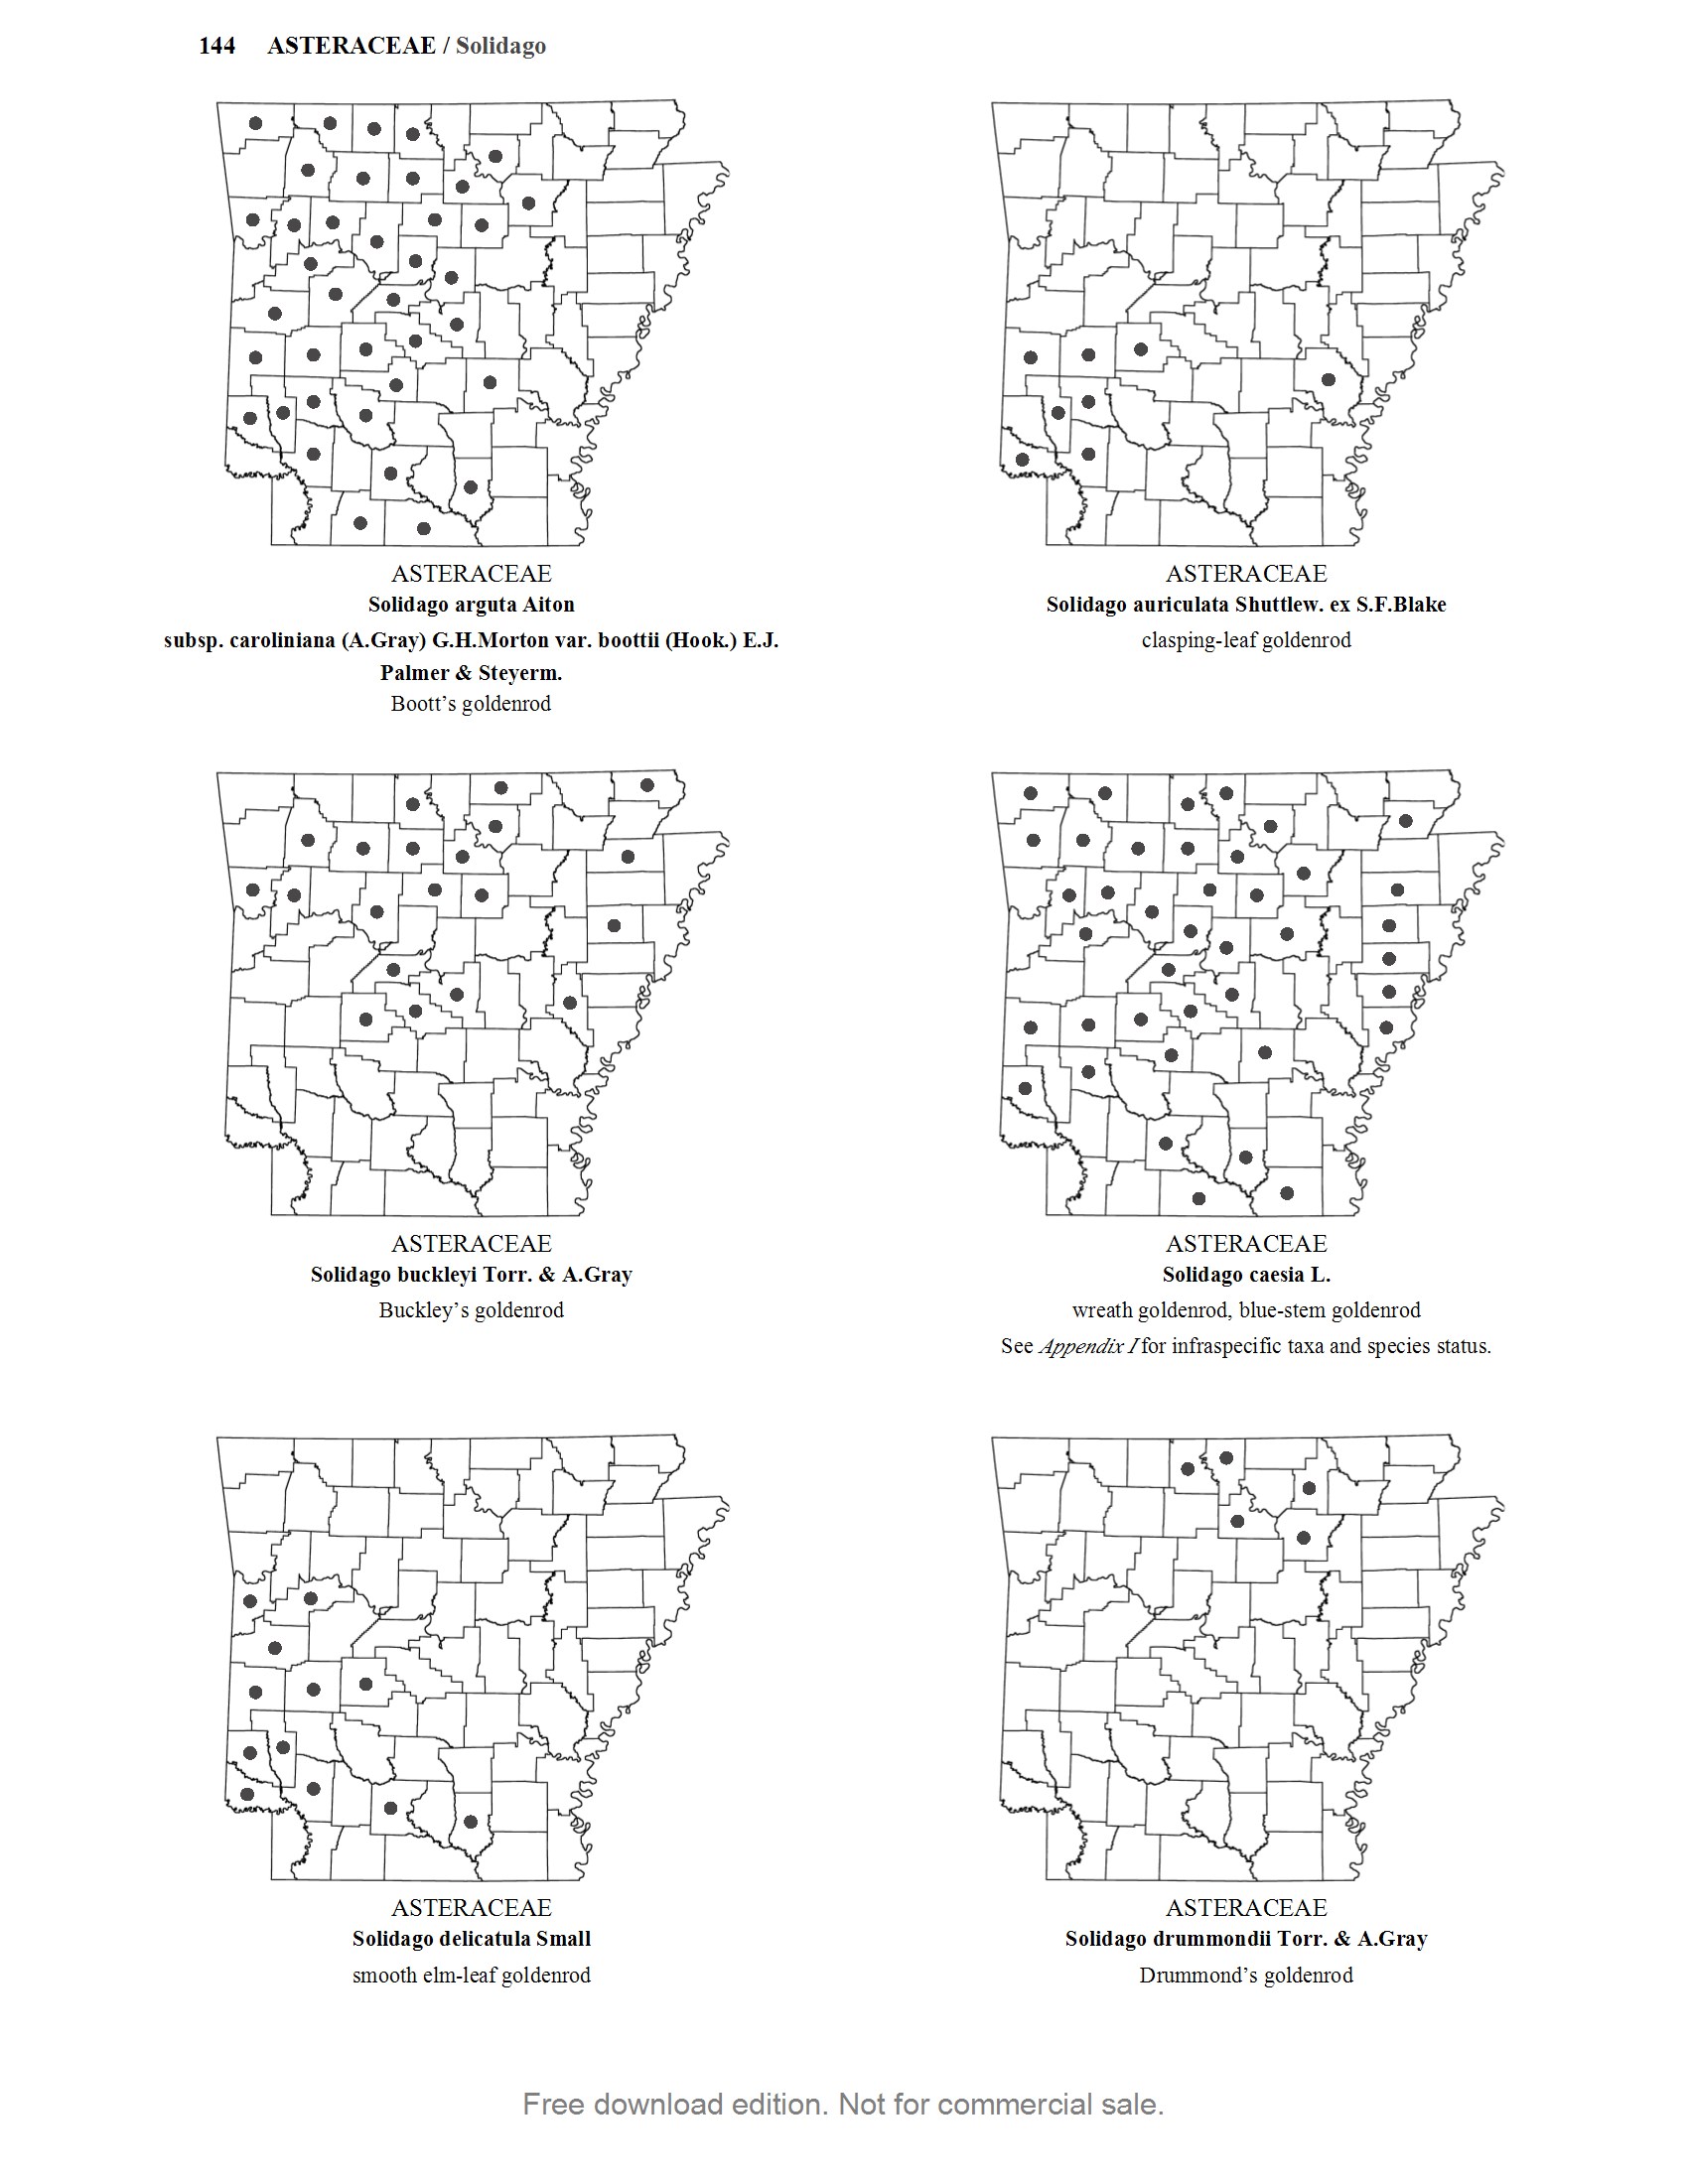 144 ASTERACEAE / Solidago
ASTERACEAE
Solidago arguta Aiton
subsp. caroliniana (A.Gray) G.H.Morton var. boottii (Hook.) E.J.
Palmer & Steyerm.
Boott’s goldenrod
ASTERACEAE
Solidago auriculata Shuttlew. ex S.F.Blake
clasping-leaf goldenrod
ASTERACEAE
Solidago buckleyi Torr. & A.Gray
Buckley’s goldenrod
ASTERACEAE
Solidago caesia L.
wreath goldenrod, blue-stem goldenrod
See Appendix I for infraspecific taxa and species status.
ASTERACEAE
Solidago delicatula Small
smooth elm-leaf goldenrod
ASTERACEAE
Solidago drummondii Torr. & A.Gray
Drummond’s goldenrod
Free download edition. Not for commercial sale.